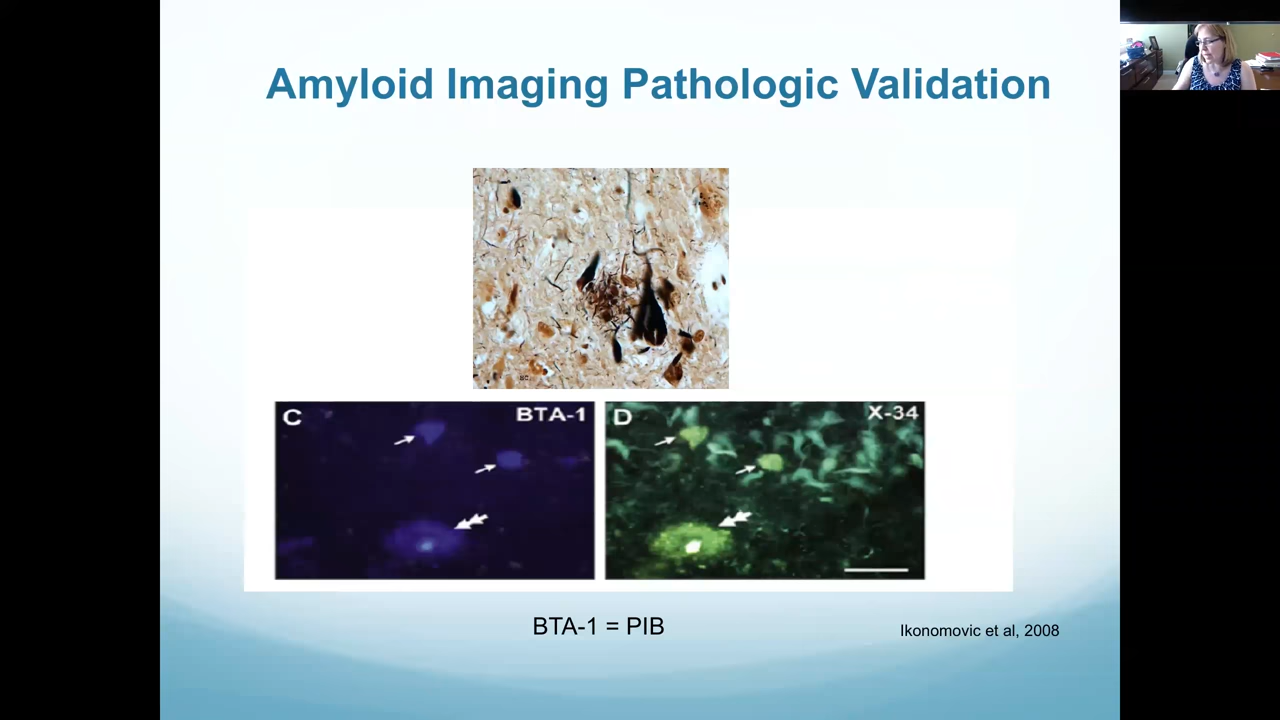 Amyloid Imaging Pathologic Validation
C BTA-1
D X-34
BTA-1 = PIB
Ikonomovic et al, 2008